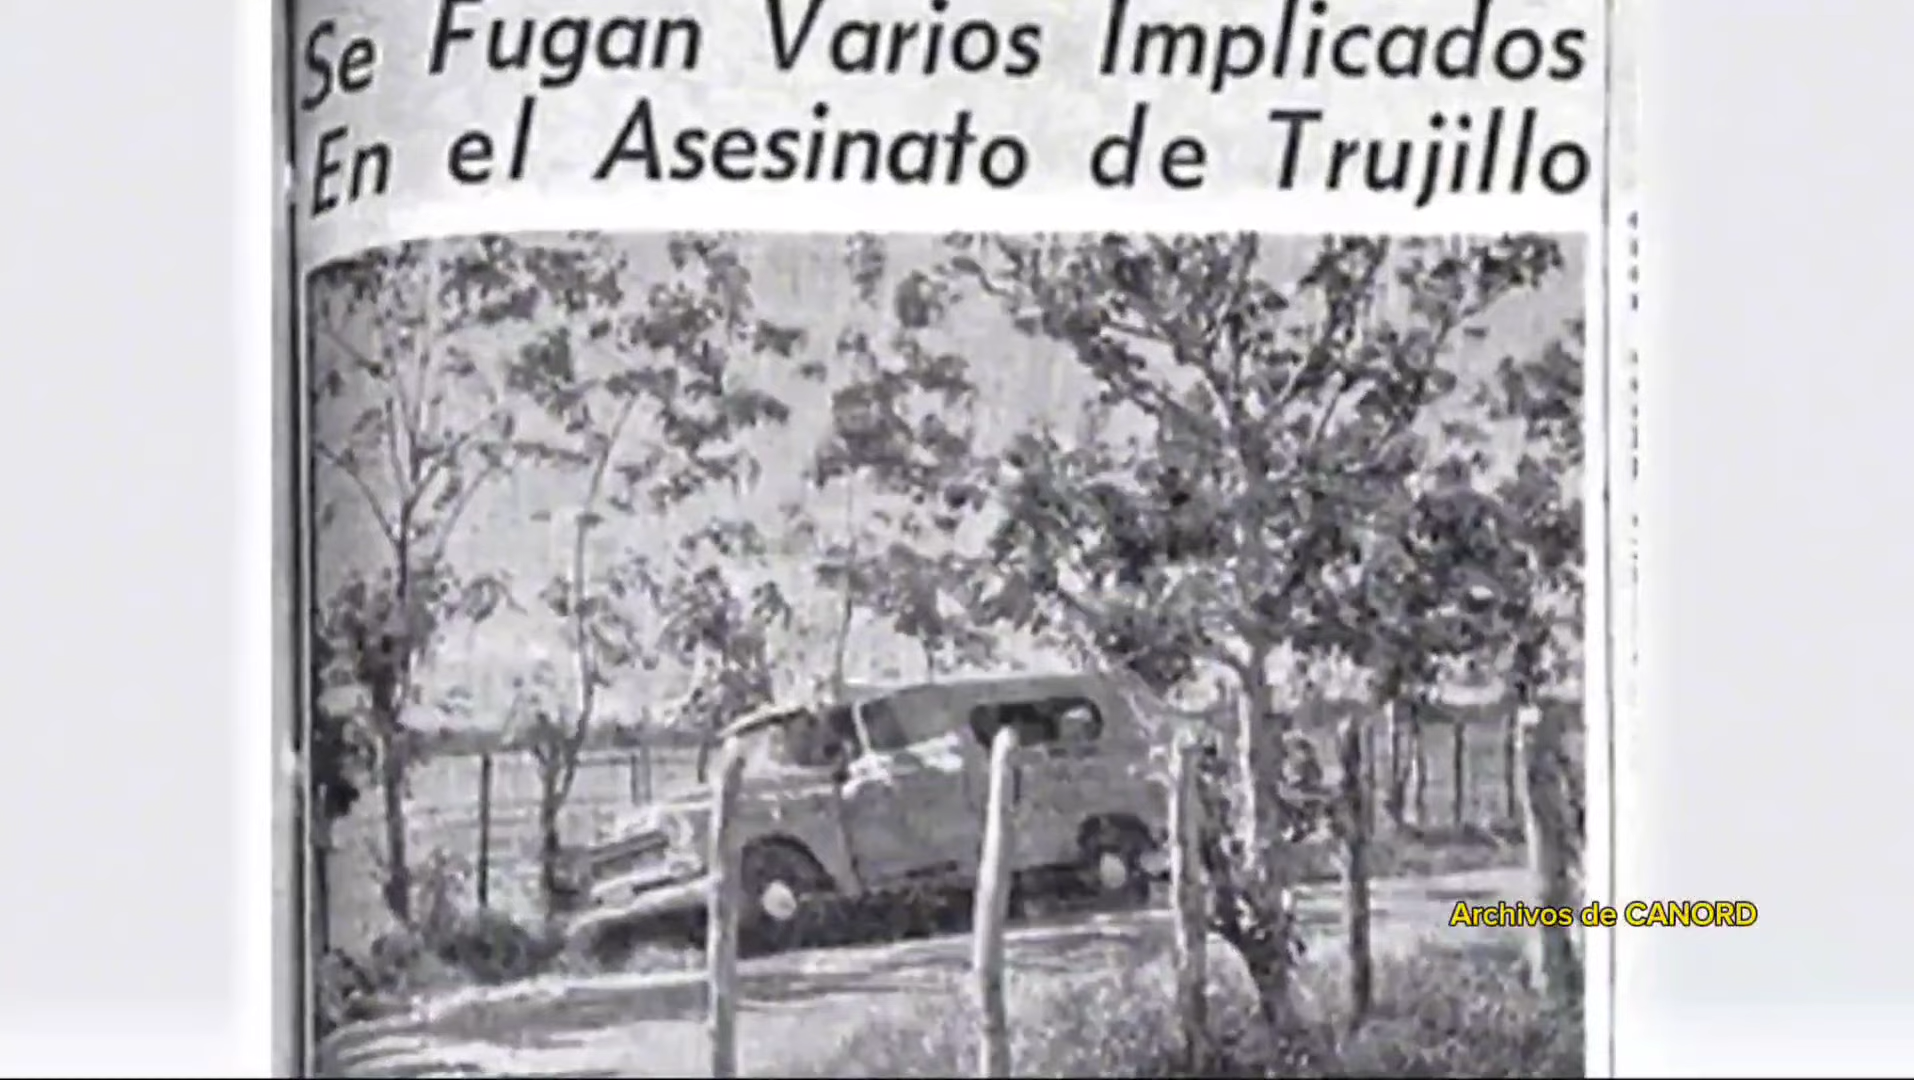 Se Fugan Varios Implicados
En el Asesinato de Trujillo
Archivos de CANORD